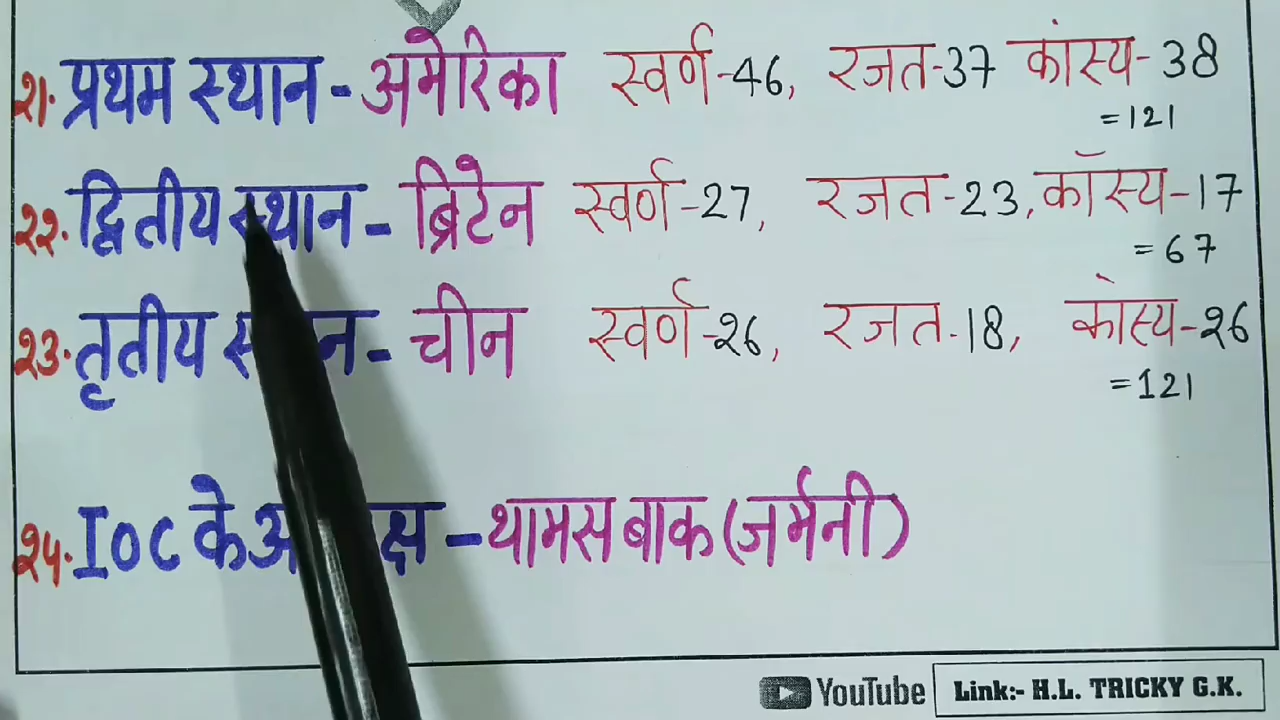 २१. प्रथम स्थान - अमेरिका स्वर्ण-46, रजत-37 कांस्य-38
=121
२२. द्वितीय स्थान - ब्रिटेन स्वर्ण-27, रजत-23, कॉस्य-17
= 67
२३. तृतीय स्थान - चीन स्वर्ण-26, रजत-18, कांस्य-26
=121
IOC के - थामस बाक (जर्मनी)
YouTube Link:- H.L. TRICKY G.K.